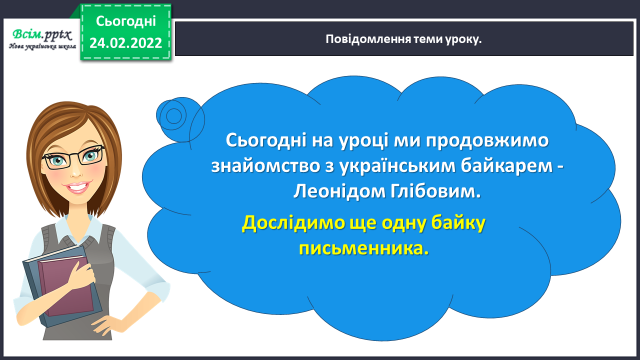 Всім.pptx
Нова українська школа
Сьогодні
24.02.2022
Повідомлення теми уроку.
Сьогодні на уроці ми продовжимо
знайомство з українським байкарем -
Леонідом Глібовим.
Дослідимо ще одну байку
письменника.